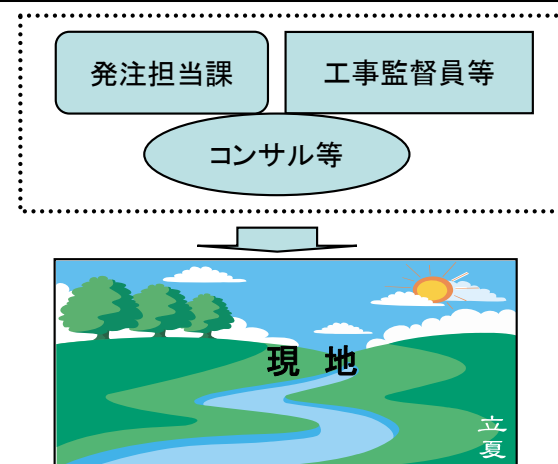 発注担当課
工事監督員等
コンサル等
現 地
立
夏